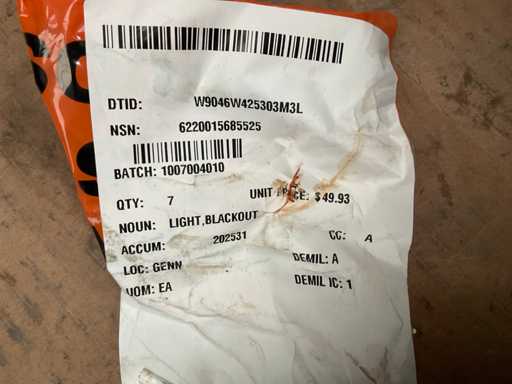 DTID: W9046W425303M3L
NSN: 6220015685525
BATCH: 1007004010
QTY: 7 UNIT PRICE: $49.93
NOUN: LIGHT,BLACKOUT
ACCUM: 202531 CC: A
LOC: GENN DEMIL: A
UOM: EA DEMIL IC: 1